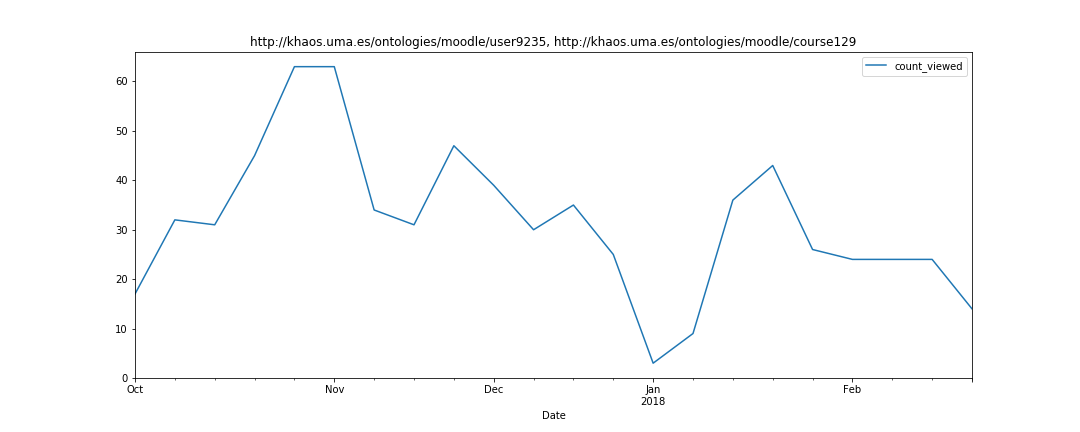 http://khaos.uma.es/ontologies/moodle/user9235, http://khaos.uma.es/ontologies/moodle/course129
count_viewed
60
50
40
30
20
10
0
Oct Nov Dec Jan Feb
2018
Date